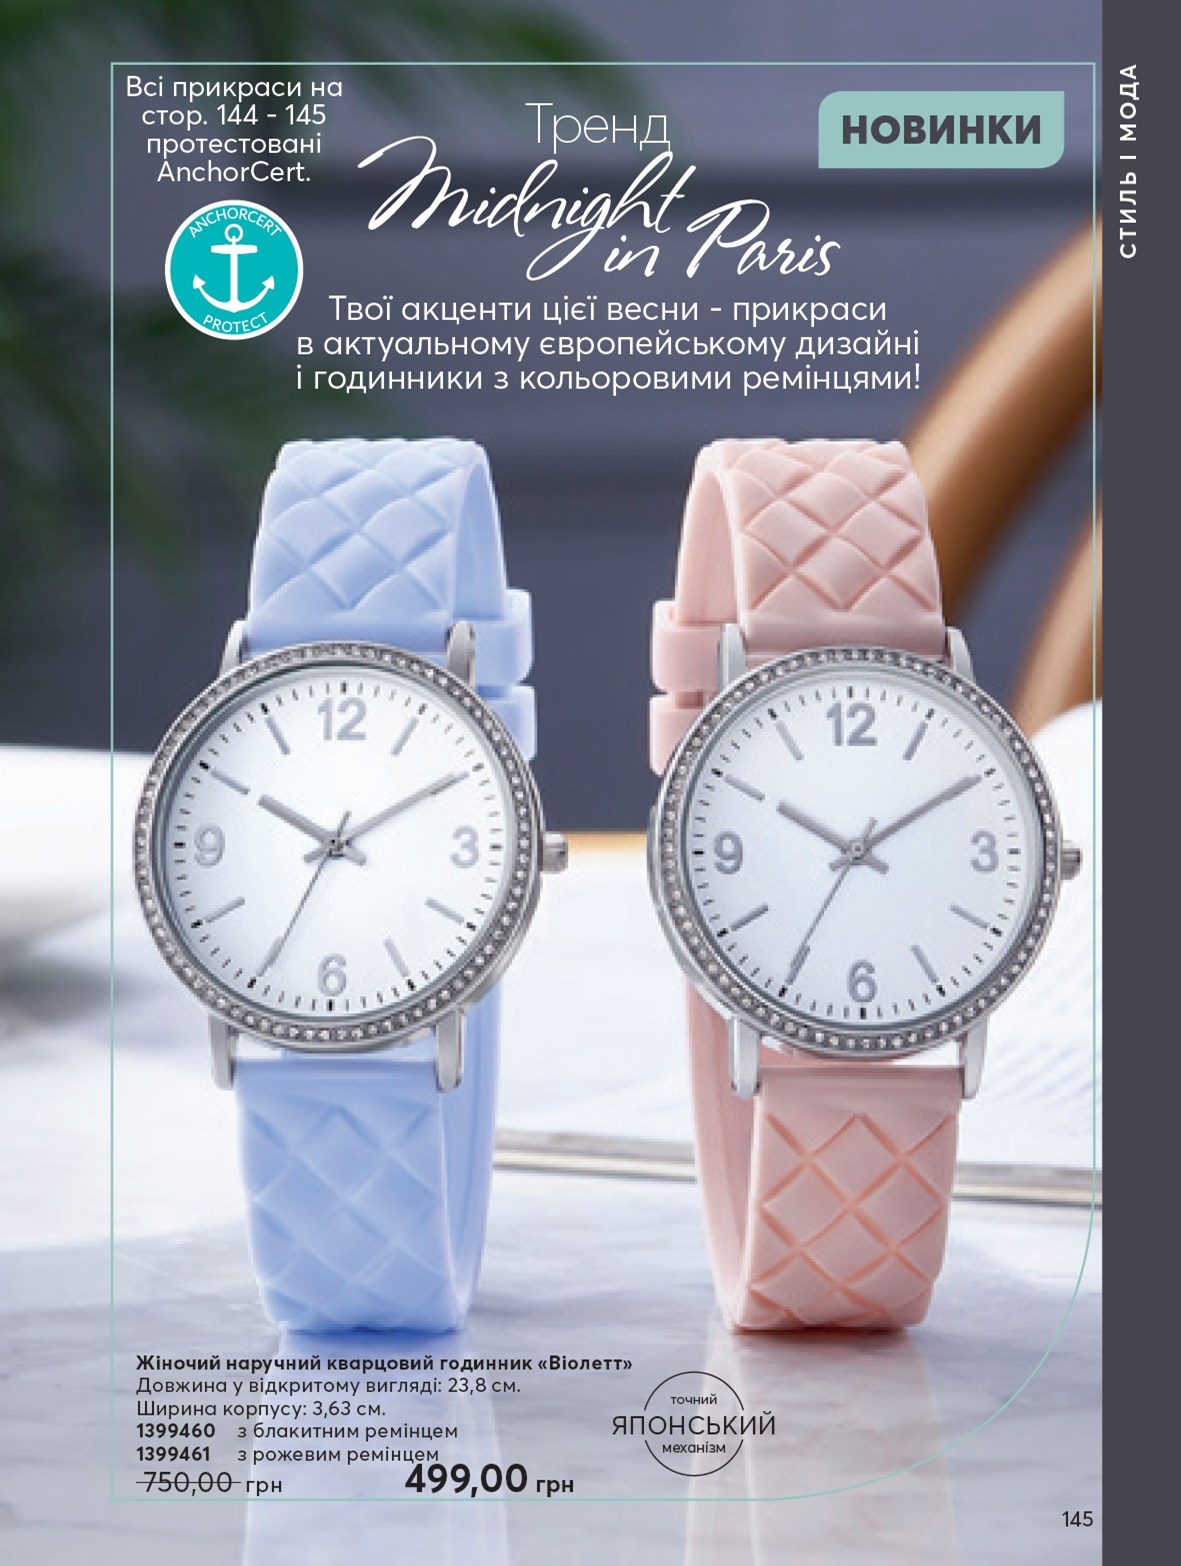 Всі прикраси на
стор. 144 - 145
протестовані
AnchorCert.
ANCHORCERT
PROTECT
Тренд
Midnight
in Paris
НОВИНКИ
СТИЛЬ І МОДА
Твої акценти цієї весни - прикраси
в актуальному європейському дизайні
і годинники з кольоровими ремінцями!
12
9
3
6
12
9
3
6
Жіночий наручний кварцовий годинник «Віолетт»
Довжина у відкритому вигляді: 23,8 см.
Ширина корпусу: 3,63 см.
1399460 з блакитним ремінцем
1399461 з рожевим ремінцем
750,00 грн 499,00 грн
точний
ЯПОНСЬКИЙ
механізм
145